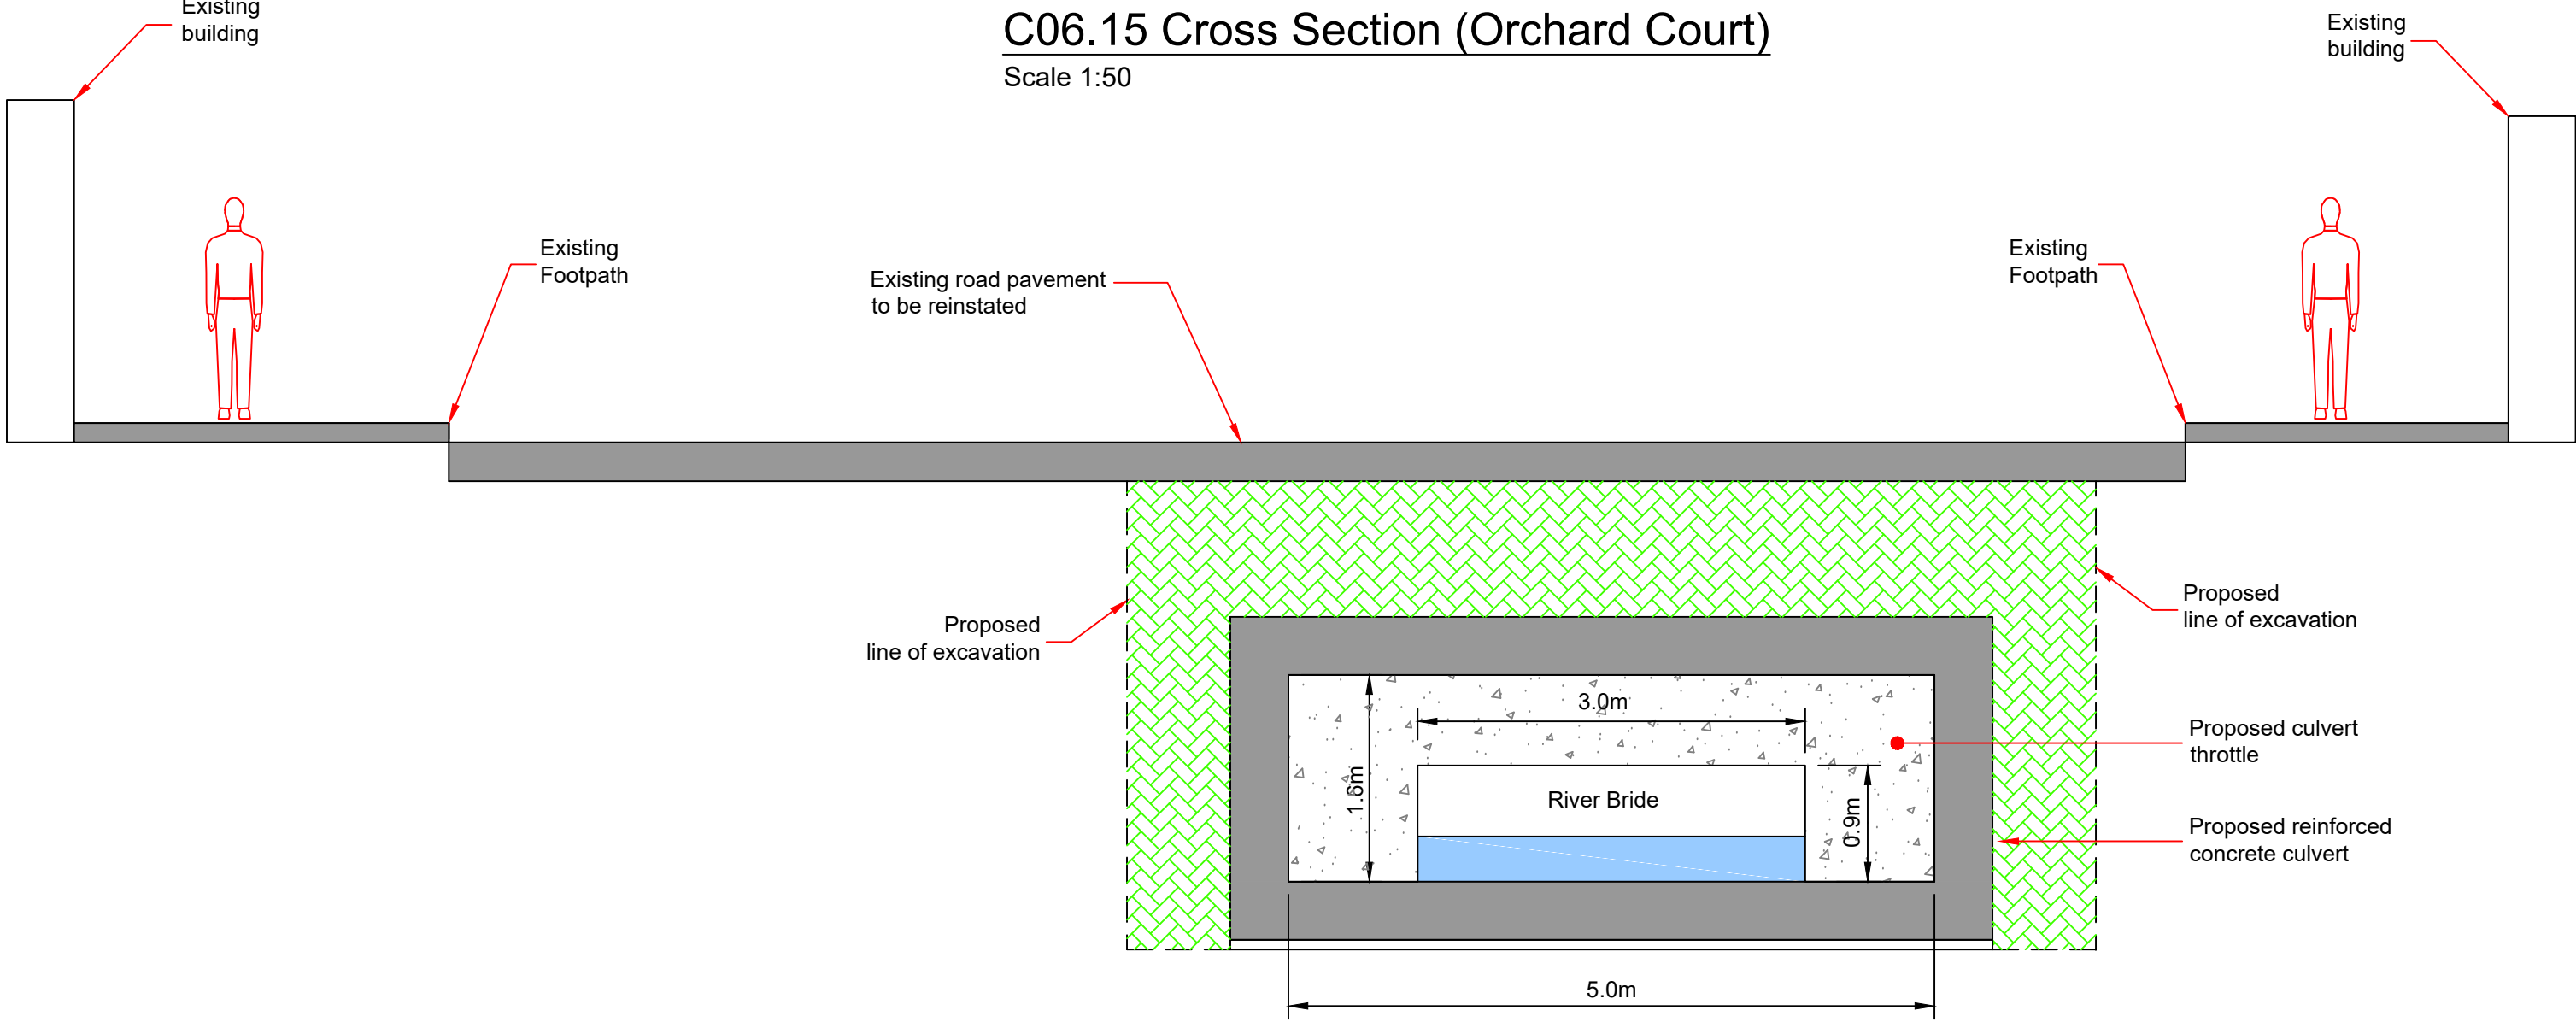 Existing
building
C06.15 Cross Section (Orchard Court)
Scale 1:50
Existing
building
Existing
Footpath
Existing road pavement
to be reinstated
Existing
Footpath
Proposed
line of excavation
Proposed
line of excavation
3.0m
1.6m
River Bride
0.9m
Proposed culvert
throttle
Proposed reinforced
concrete culvert
5.0m